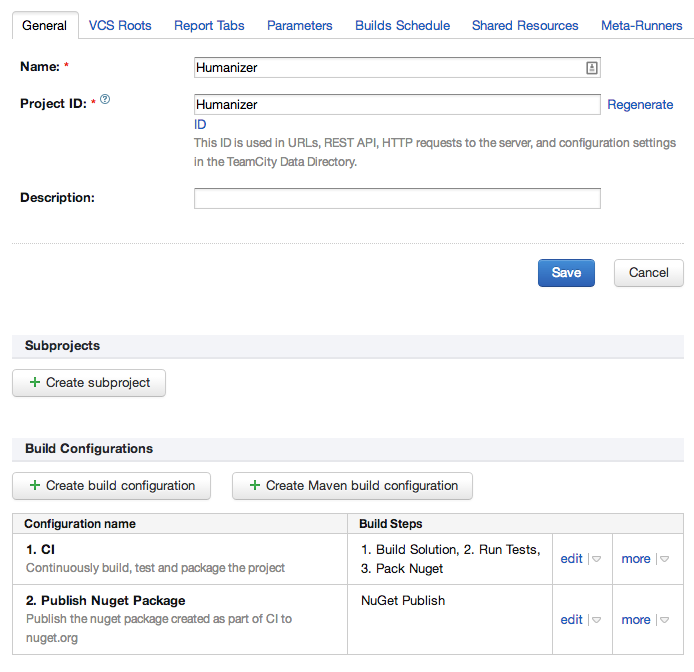 General VCS Roots Report Tabs Parameters Builds Schedule Shared Resources Meta-Runners
Name: * Humanizer
Project ID: * ? Humanizer Regenerate
ID
This ID is used in URLs, REST API, HTTP requests to the server, and configuration settings
in the TeamCity Data Directory.
Description:
Save Cancel
Subprojects
+ Create subproject
Build Configurations
+ Create build configuration + Create Maven build configuration
Configuration name Build Steps
1. CI
Continuously build, test and package the project
1. Build Solution, 2. Run Tests,
3. Pack Nuget
edit more
2. Publish Nuget Package
Publish the nuget package created as part of CI to
nuget.org
NuGet Publish
edit more